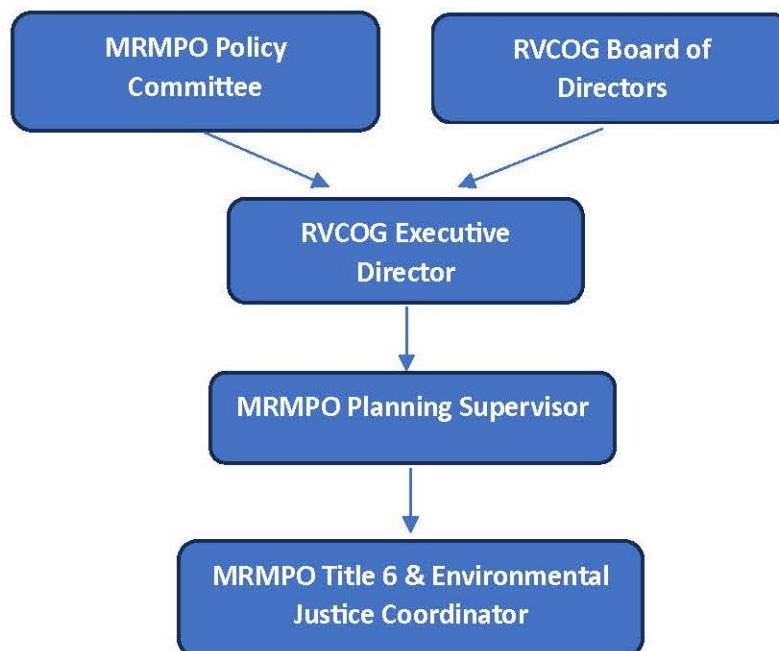 MRMPO Policy
Committee
RVCOG Board of
Directors
RVCOG Executive
Director
MRMPO Planning Supervisor
MRMPO Title 6 & Environmental
Justice Coordinator